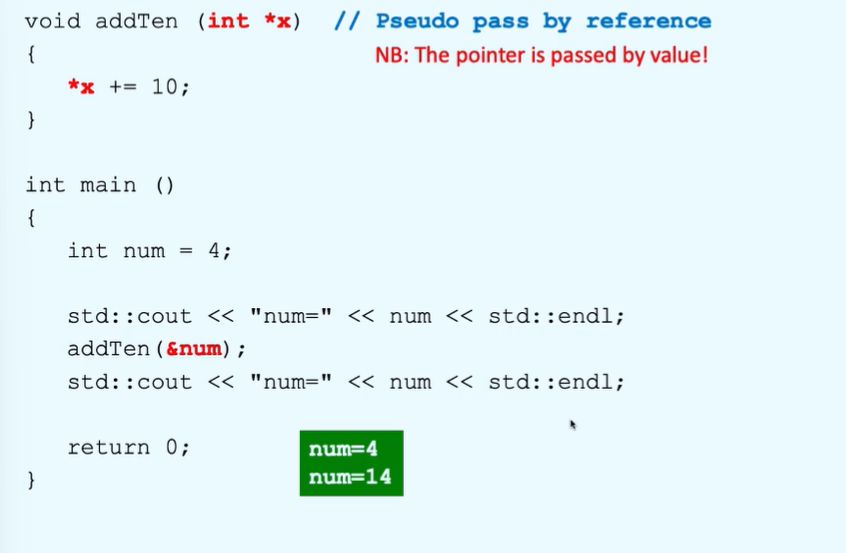 void addTen (int *x)  // Pseudo pass by reference
{ NB: The pointer is passed by value!
*x += 10;
}
int main ()
{
int num = 4;
std::cout << "num=" << num << std::endl;
addTen(&num);
std::cout << "num=" << num << std::endl;
return 0;
}
num=4
num=14